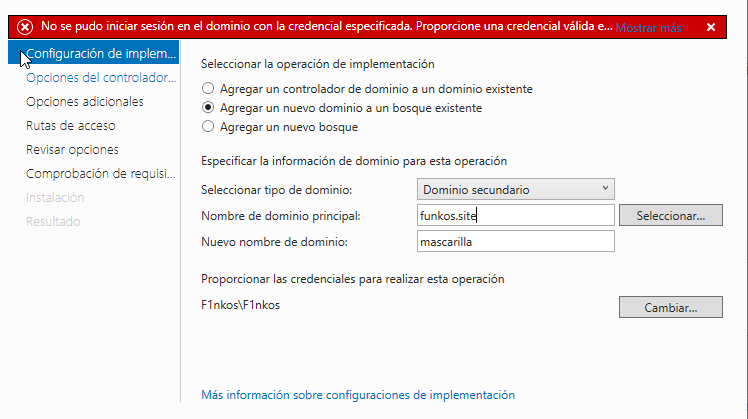 No se pudo iniciar sesión en el dominio con la credencial especificada. Proporcione una credencial válida e... Mostrar más
Configuración de implem...
Opciones del controlador...
Opciones adicionales
Rutas de acceso
Revisar opciones
Comprobación de requisi...
Instalación
Resultado
Seleccionar la operación de implementación
Agregar un controlador de dominio a un dominio existente
Agregar un nuevo dominio a un bosque existente
Agregar un nuevo bosque
Especificar la información de dominio para esta operación
Seleccionar tipo de dominio: Dominio secundario
Nombre de dominio principal: funkos.site Seleccionar...
Nuevo nombre de dominio: mascarilla
Proporcionar las credenciales para realizar esta operación
F1nkos\F1nkos Cambiar...
Más información sobre configuraciones de implementación